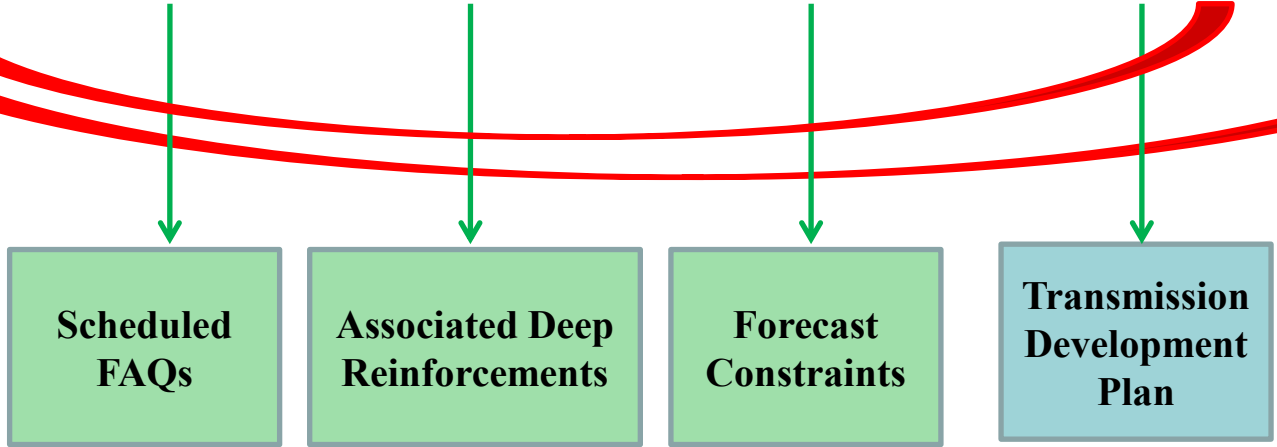 Scheduled
FAQs
Associated Deep
Reinforcements
Forecast
Constraints
Transmission
Development
Plan